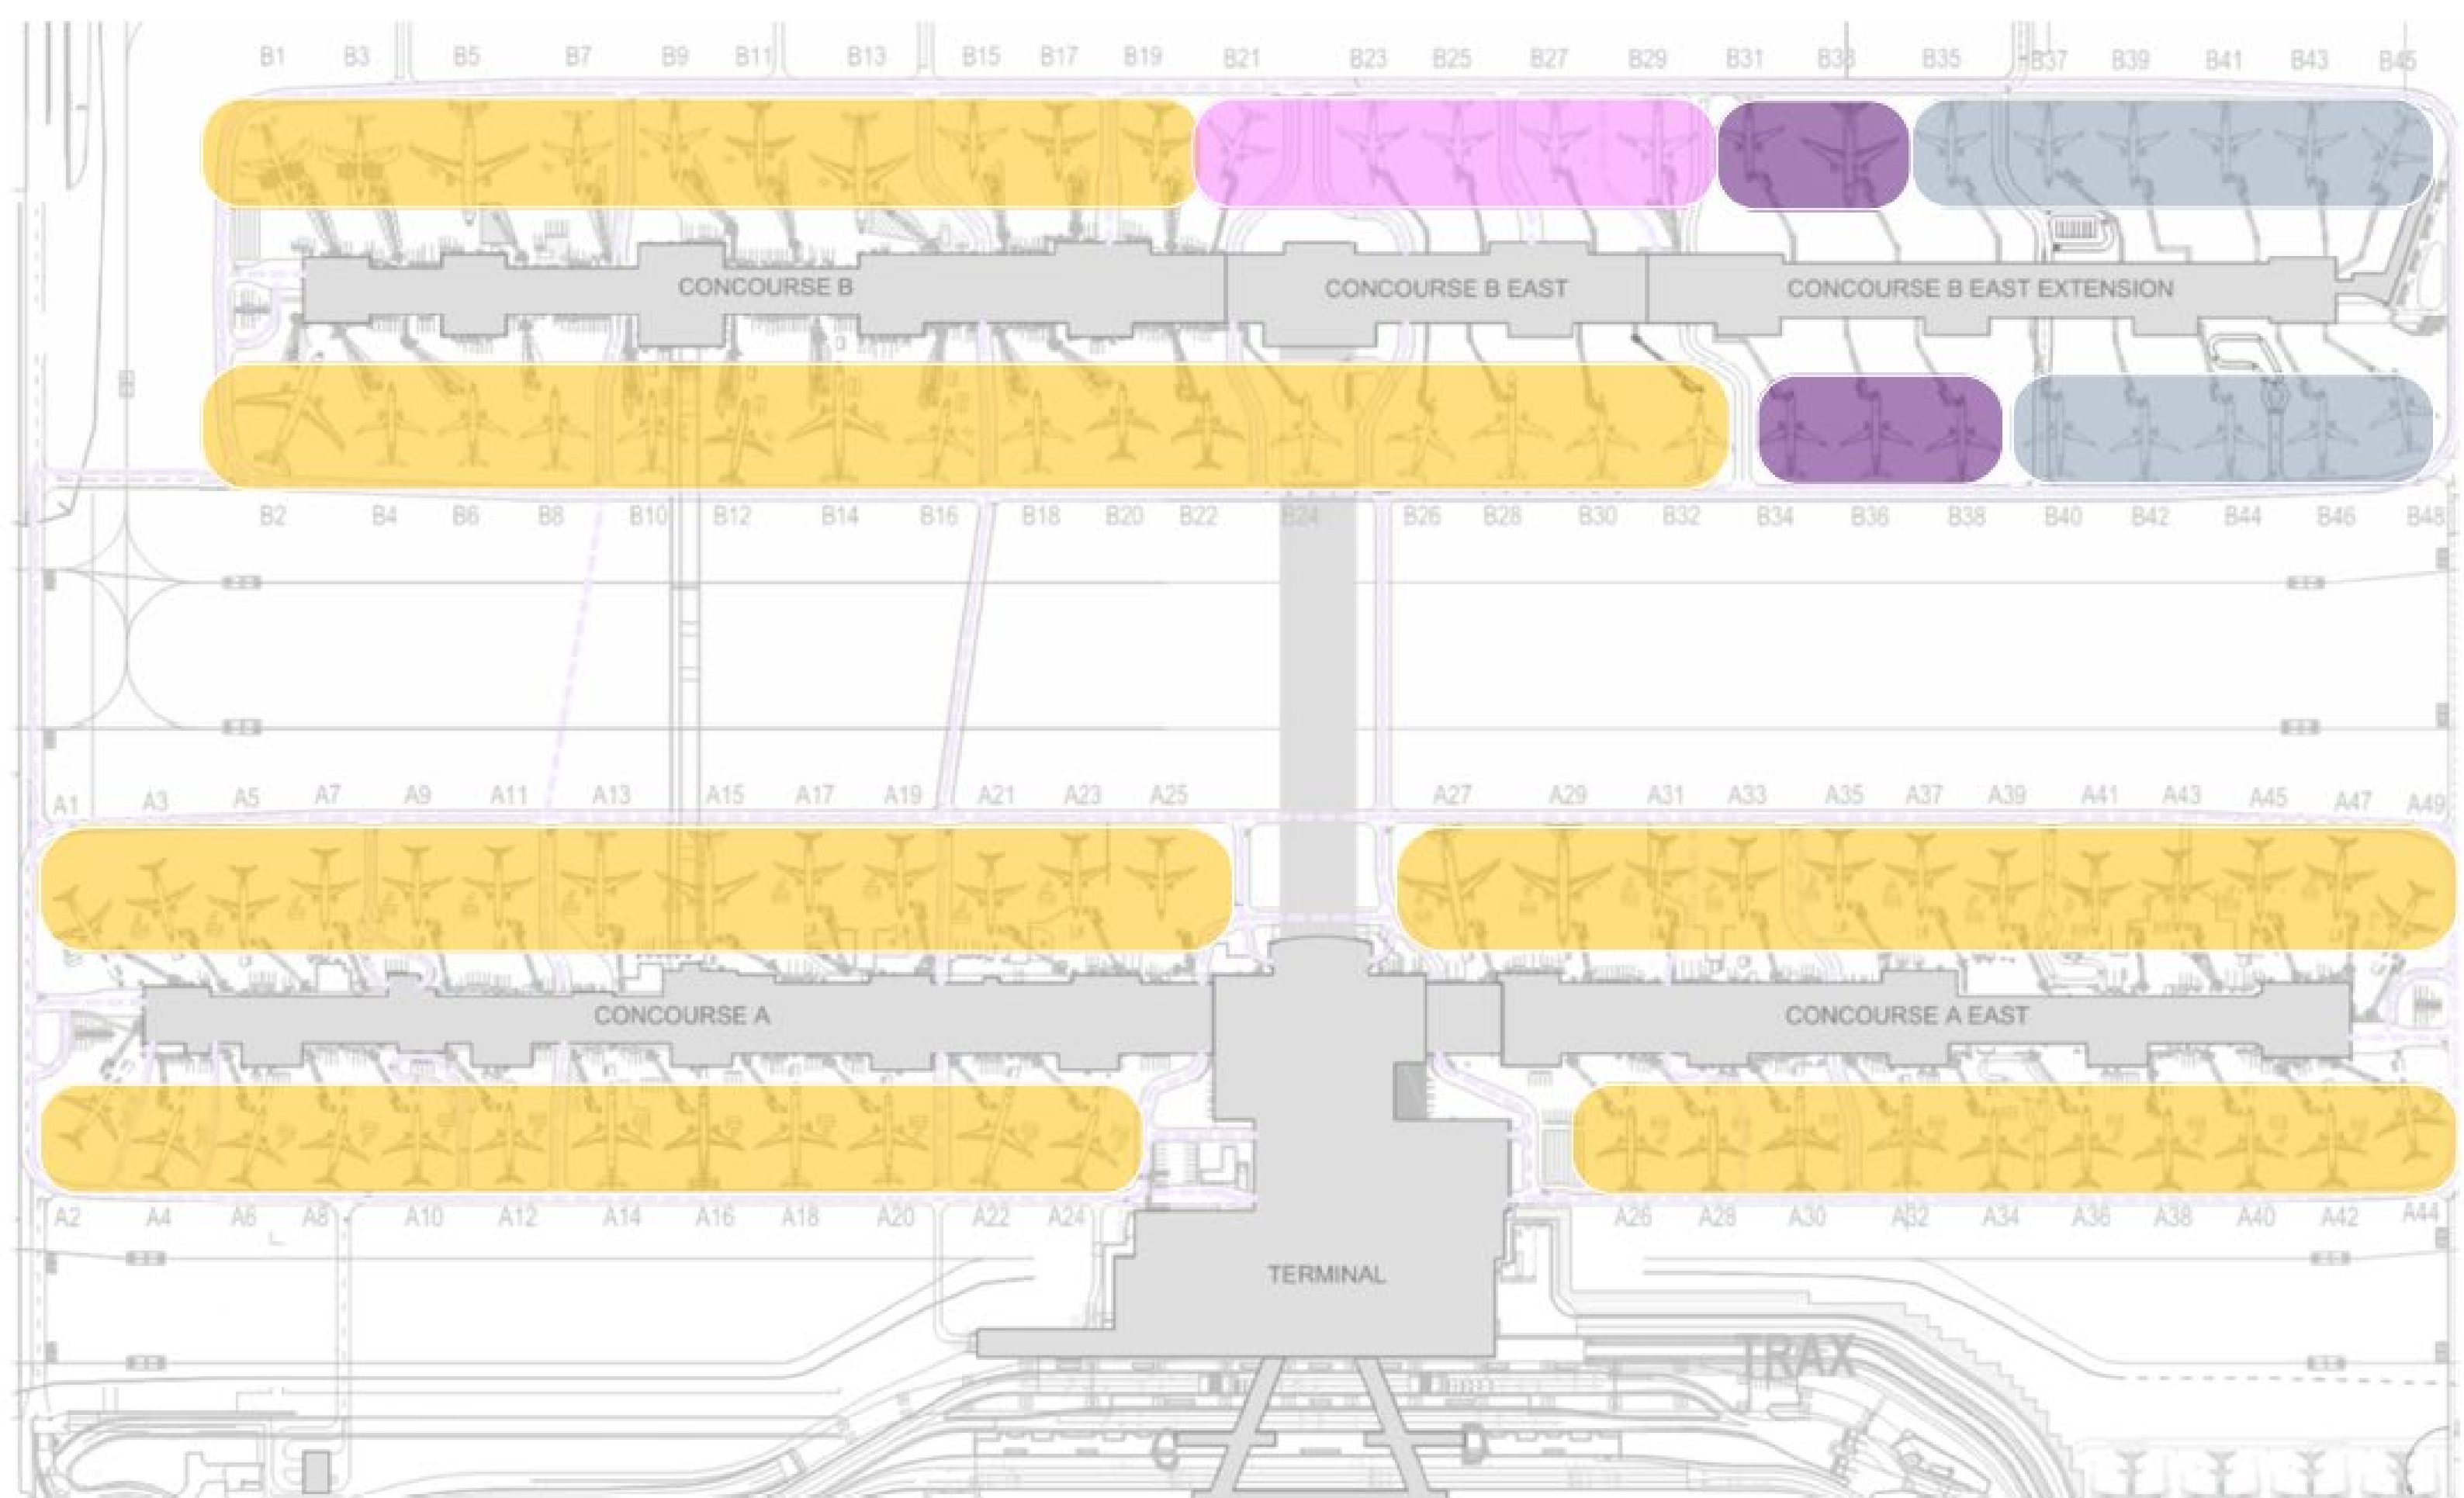 B1 B3 B5 B7 B9 B11 B13 B15 B17 B19 B21 B23 B25 B27 B29 B31 B33 B35 B37 B39 B41 B43 B45
CONCOURSE B CONCOURSE B EAST CONCOURSE B EAST EXTENSION
B2 B4 B6 B8 B10 B12 B14 B16 B18 B20 B22 B24 B26 B28 B30 B32 B34 B36 B38 B40 B42 B44 B46 B48
A1 A3 A5 A7 A9 A11 A13 A15 A17 A19 A21 A23 A25 A27 A29 A31 A33 A35 A37 A39 A41 A43 A45 A47 A49
CONCOURSE A CONCOURSE A EAST
A2 A4 A6 A8 A10 A12 A14 A16 A18 A20 A22 A24 A26 A28 A30 A32 A34 A36 A38 A40 A42 A44
TERMINAL
TRAX